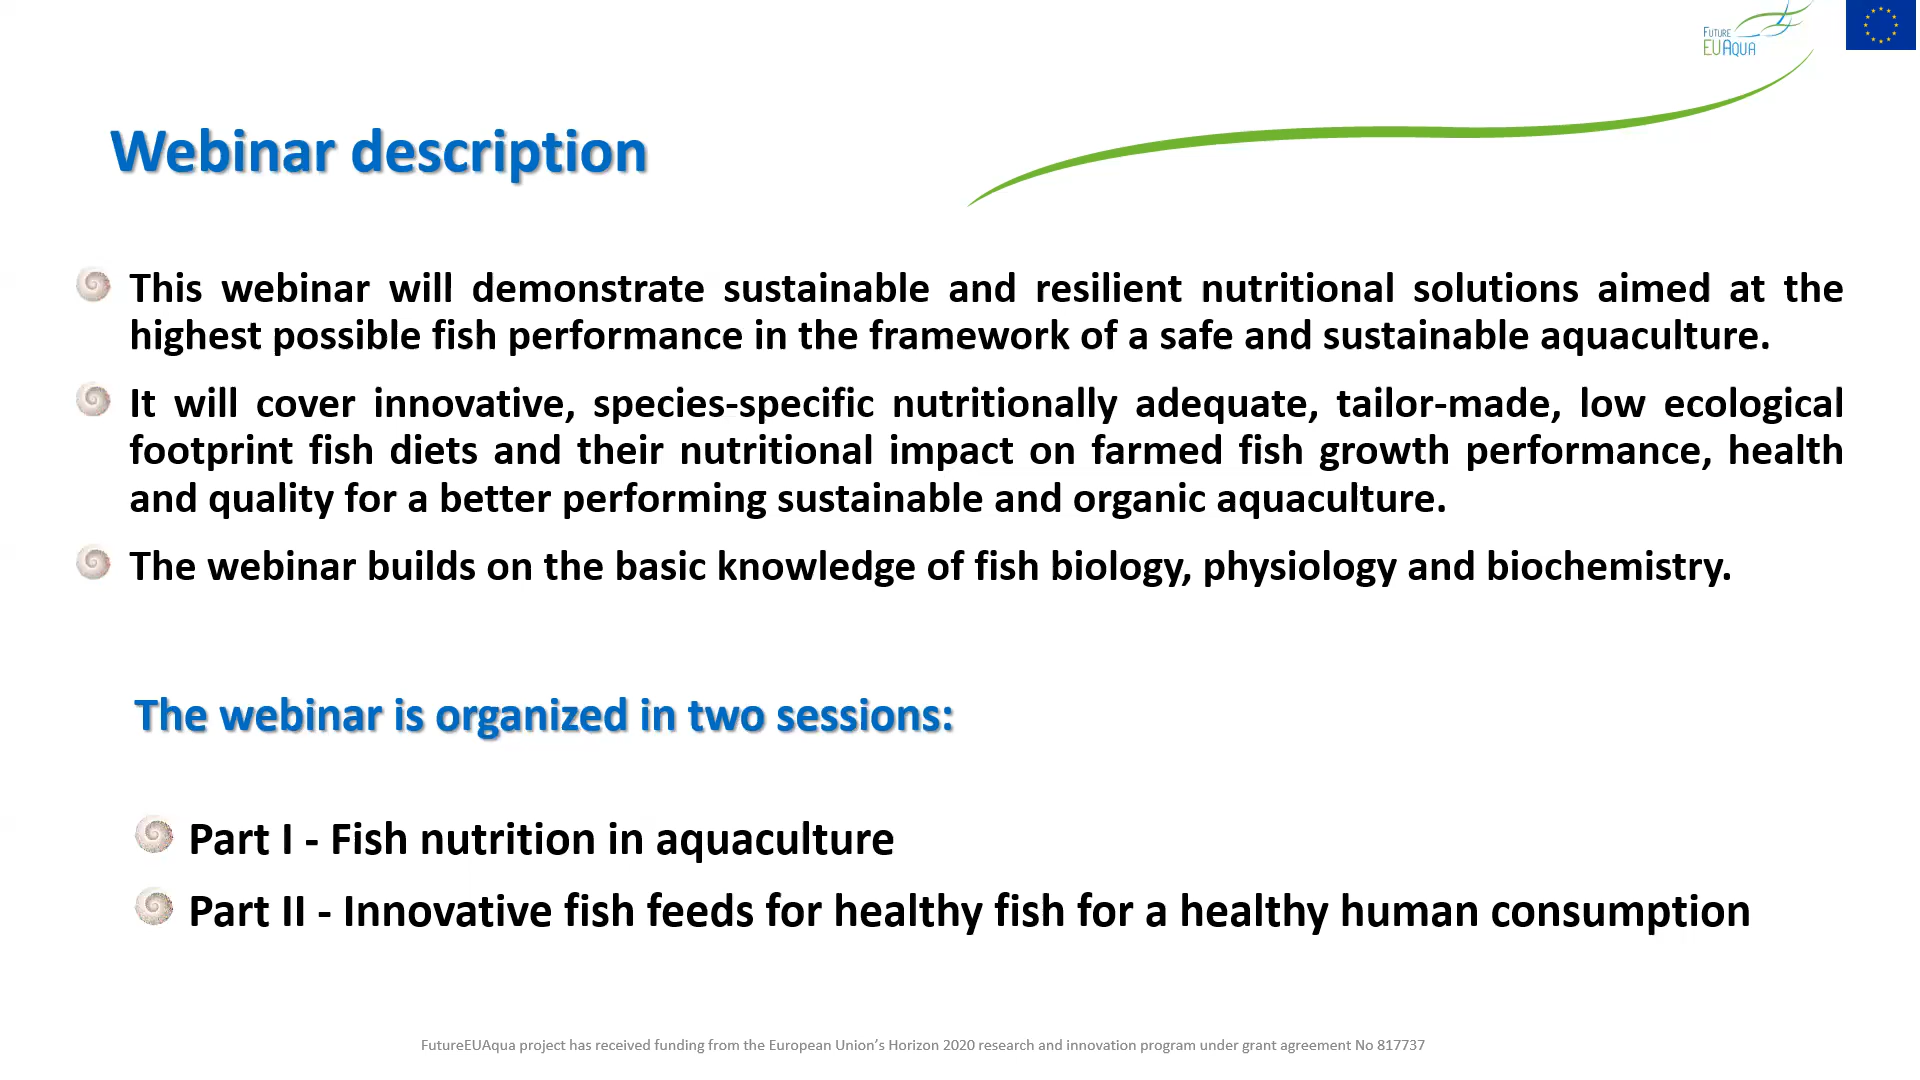 FUTURE
EUAQUA
Webinar description
This webinar will demonstrate sustainable and resilient nutritional solutions aimed at the
highest possible fish performance in the framework of a safe and sustainable aquaculture.
It will cover innovative, species-specific nutritionally adequate, tailor-made, low ecological
footprint fish diets and their nutritional impact on farmed fish growth performance, health
and quality for a better performing sustainable and organic aquaculture.
The webinar builds on the basic knowledge of fish biology, physiology and biochemistry.
The webinar is organized in two sessions:
Part I - Fish nutrition in aquaculture
Part II - Innovative fish feeds for healthy fish for a healthy human consumption
FutureEUAqua project has received funding from the European Union’s Horizon 2020 research and innovation program under grant agreement No 817737